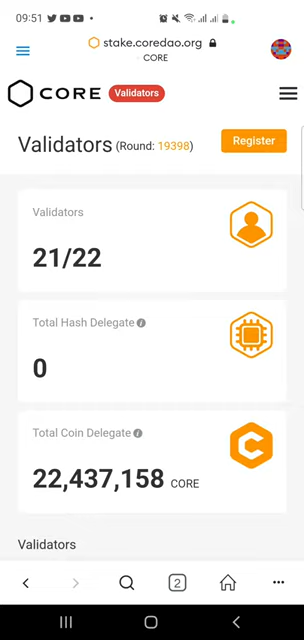 09:51
stake.coredao.org
CORE
CORE Validators
Validators (Round: 19398)
Register
Validators
21/22
Total Hash Delegate
0
Total Coin Delegate
22,437,158 CORE
Validators
2